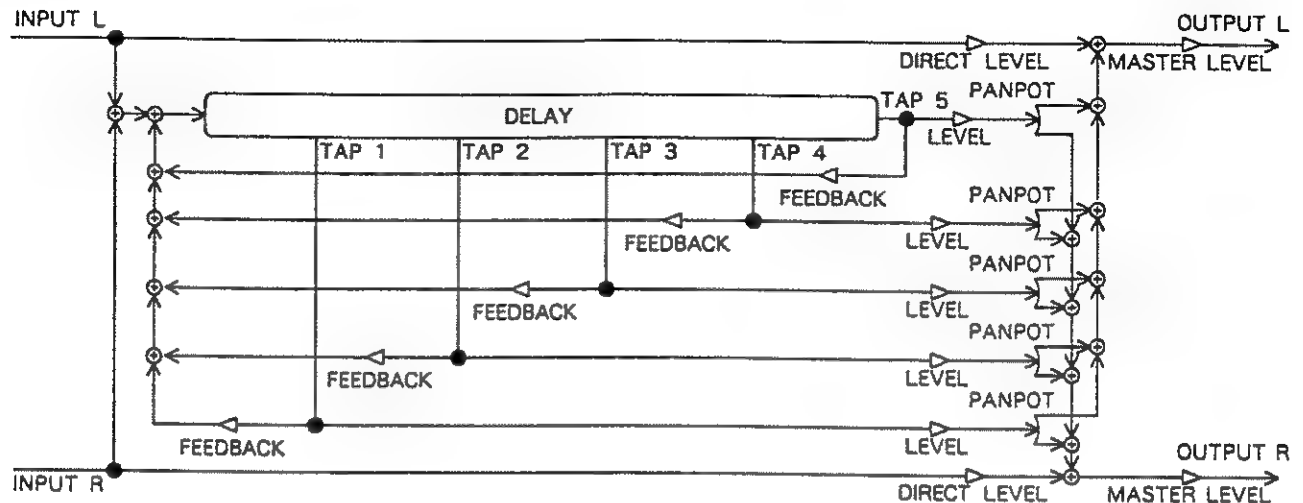 INPUT L
OUTPUT L
DIRECT LEVEL
MASTER LEVEL
PANPOT
TAP 5
DELAY
LEVEL
TAP 1
TAP 2
TAP 3
TAP 4
FEEDBACK
PANPOT
FEEDBACK
LEVEL
PANPOT
FEEDBACK
LEVEL
PANPOT
FEEDBACK
LEVEL
PANPOT
FEEDBACK
LEVEL
OUTPUT R
INPUT R
DIRECT LEVEL
MASTER LEVEL